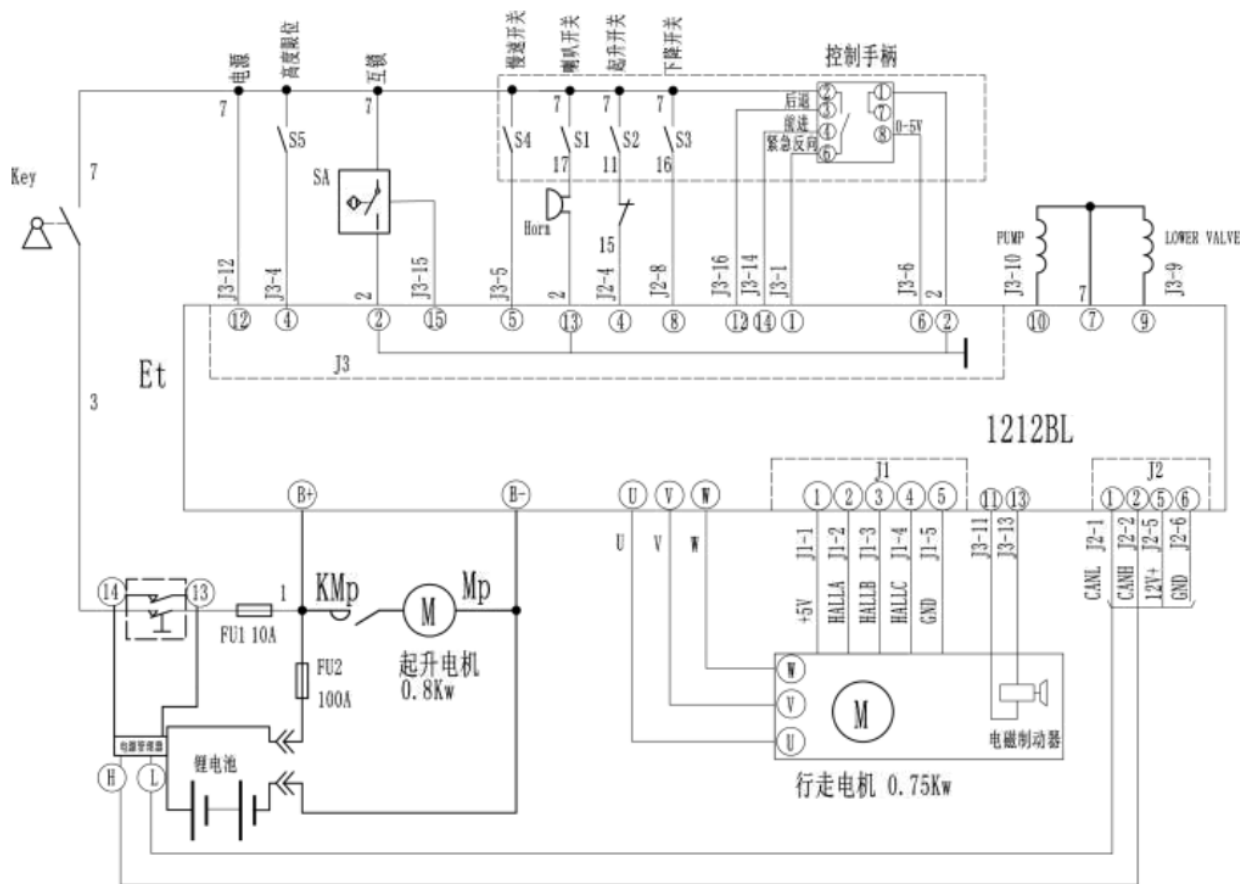 电源
高度限位
互锁
慢速开关
喇叭开关
起升开关
下降开关
控制手柄
7
7
7
7
7
7
S5
S4
S1
S2
S3
17
11
16
后退
前进
紧急反向
2
3
4
6
1
7
8
0-5V
Key
7
SA
Horn
15
PUMP
LOWER VALVE
J3-12
J3-4
2
J3-15
J3-5
2
J2-4
J2-8
J3-16
J3-14
J3-1
J3-6
2
J3-10
7
J3-9
12
4
2
15
5
13
4
8
12
14
1
6
2
10
7
9
J3
Et
3
1212BL
J1
J2
B+
B-
U
V
W
1
2
3
4
5
11
13
1
2
5
6
U
V
W
J1-1
J1-2
J1-3
J1-4
J1-5
J3-11
J3-13
J2-1
J2-2
J2-5
J2-6
+5V
HALLA
HALLB
HALLC
GND
CANL
CANH
12V+
GND
14
13
1
FU1 10A
KMp
M
Mp
起升电机
0.8Kw
FU2
100A
电源管理器
H
L
锂电池
W
V
U
M
电磁制动器
行走电机 0.75Kw